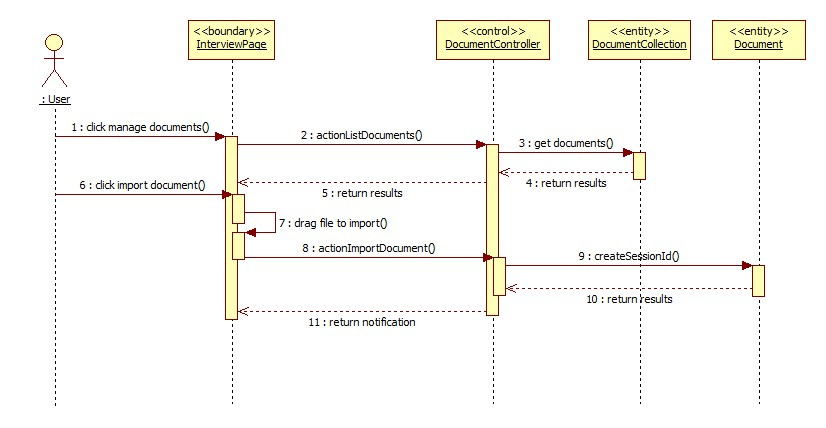 <<boundary>>
InterviewPage
<<control>>
DocumentController
<<entity>>
DocumentCollection
<<entity>>
Document
: User
1 : click manage documents()
2 : actionListDocuments()
3 : get documents()
4 : return results
5 : return results
6 : click import document()
7 : drag file to import()
8 : actionImportDocument()
9 : createSessionId()
10 : return results
11 : return notification